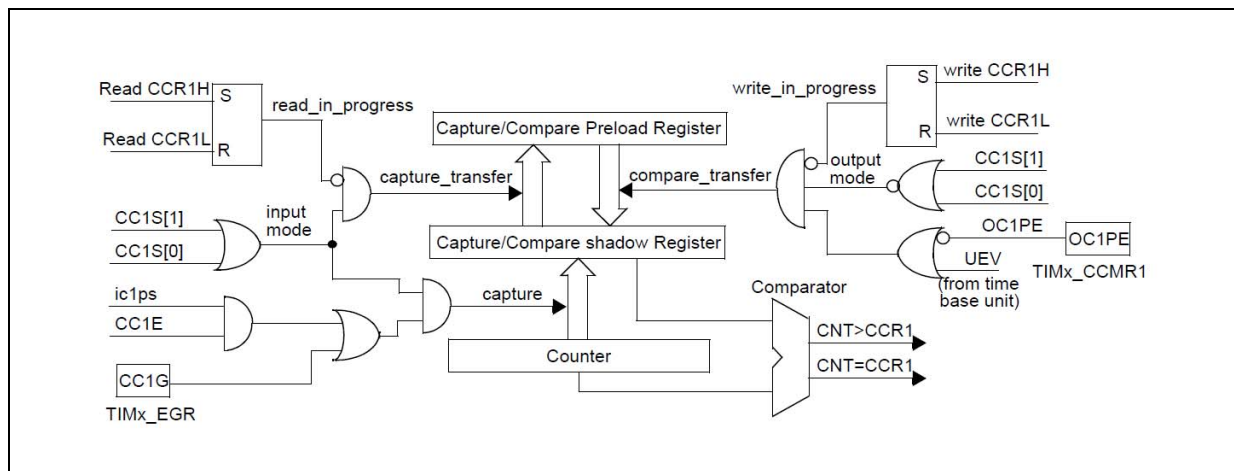 Read CCR1H
S
read_in_progress
Read CCR1L
R
write_in_progress
S
write CCR1H
R
write CCR1L
Capture/Compare Preload Register
capture_transfer
compare_transfer
output
mode
CC1S[1]
CC1S[0]
CC1S[1]
CC1S[0]
input
mode
Capture/Compare shadow Register
OC1PE
OC1PE
UEV
(from time
base unit)
TIMx_CCMR1
ic1ps
CC1E
capture
Comparator
CNT>CCR1
Counter
CNT=CCR1
CC1G
TIMx_EGR